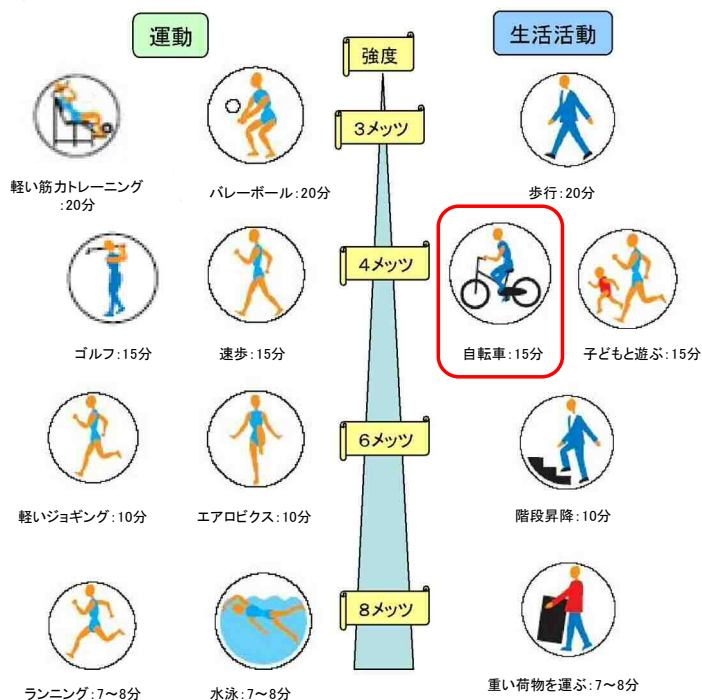 運動
強度
生活活動
3メッツ
軽い筋力トレーニング
:20分
バレーボール:20分
歩行:20分
4メッツ
ゴルフ:15分
速歩:15分
自転車:15分
子どもと遊ぶ:15分
6メッツ
軽いジョギング:10分
エアロビクス:10分
階段昇降:10分
8メッツ
ランニング:7～8分
水泳:7～8分
重い荷物を運ぶ:7～8分